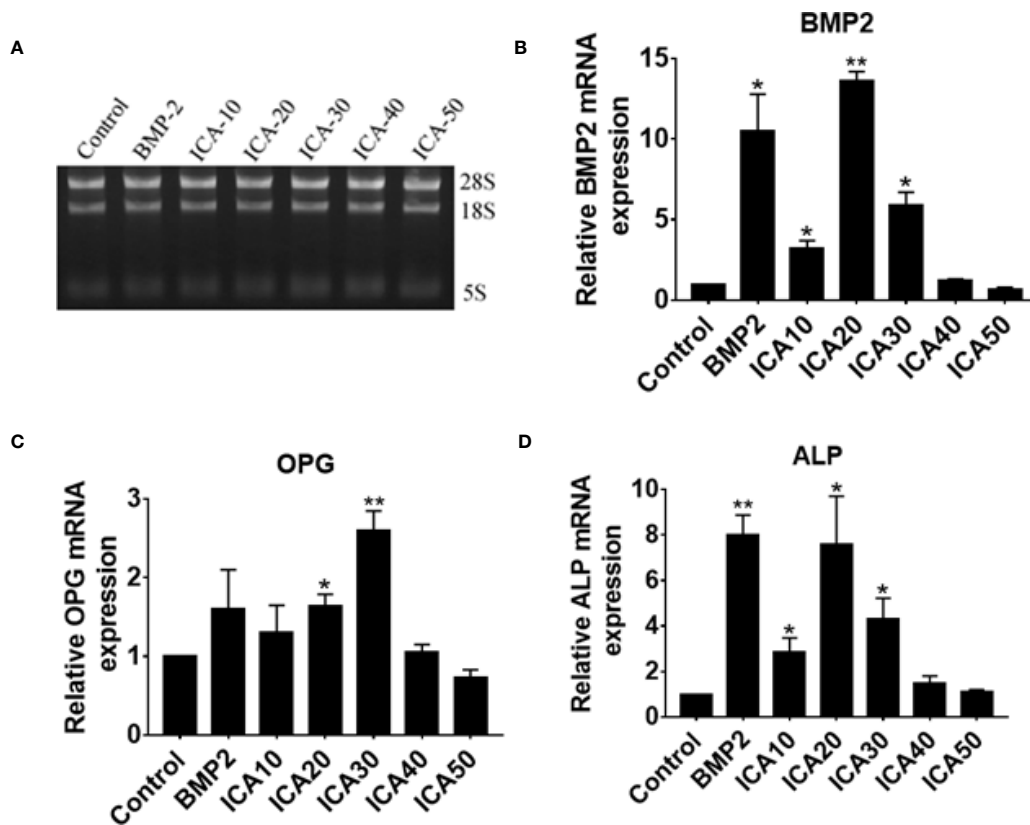 A
Control
BMP-2
ICA-10
ICA-20
ICA-30
ICA-40
ICA-50
28S
18S
5S
B
BMP2
Relative BMP2 mRNA
expression
15
10
5
0
*
**
*
*
Control
BMP2
ICA10
ICA20
ICA30
ICA40
ICA50
C
OPG
Relative OPG mRNA
expression
3
2
1
0
*
**
Control
BMP2
ICA10
ICA20
ICA30
ICA40
ICA50
D
ALP
Relative ALP mRNA
expression
10
8
6
4
2
0
**
*
*
*
Control
BMP2
ICA10
ICA20
ICA30
ICA40
ICA50